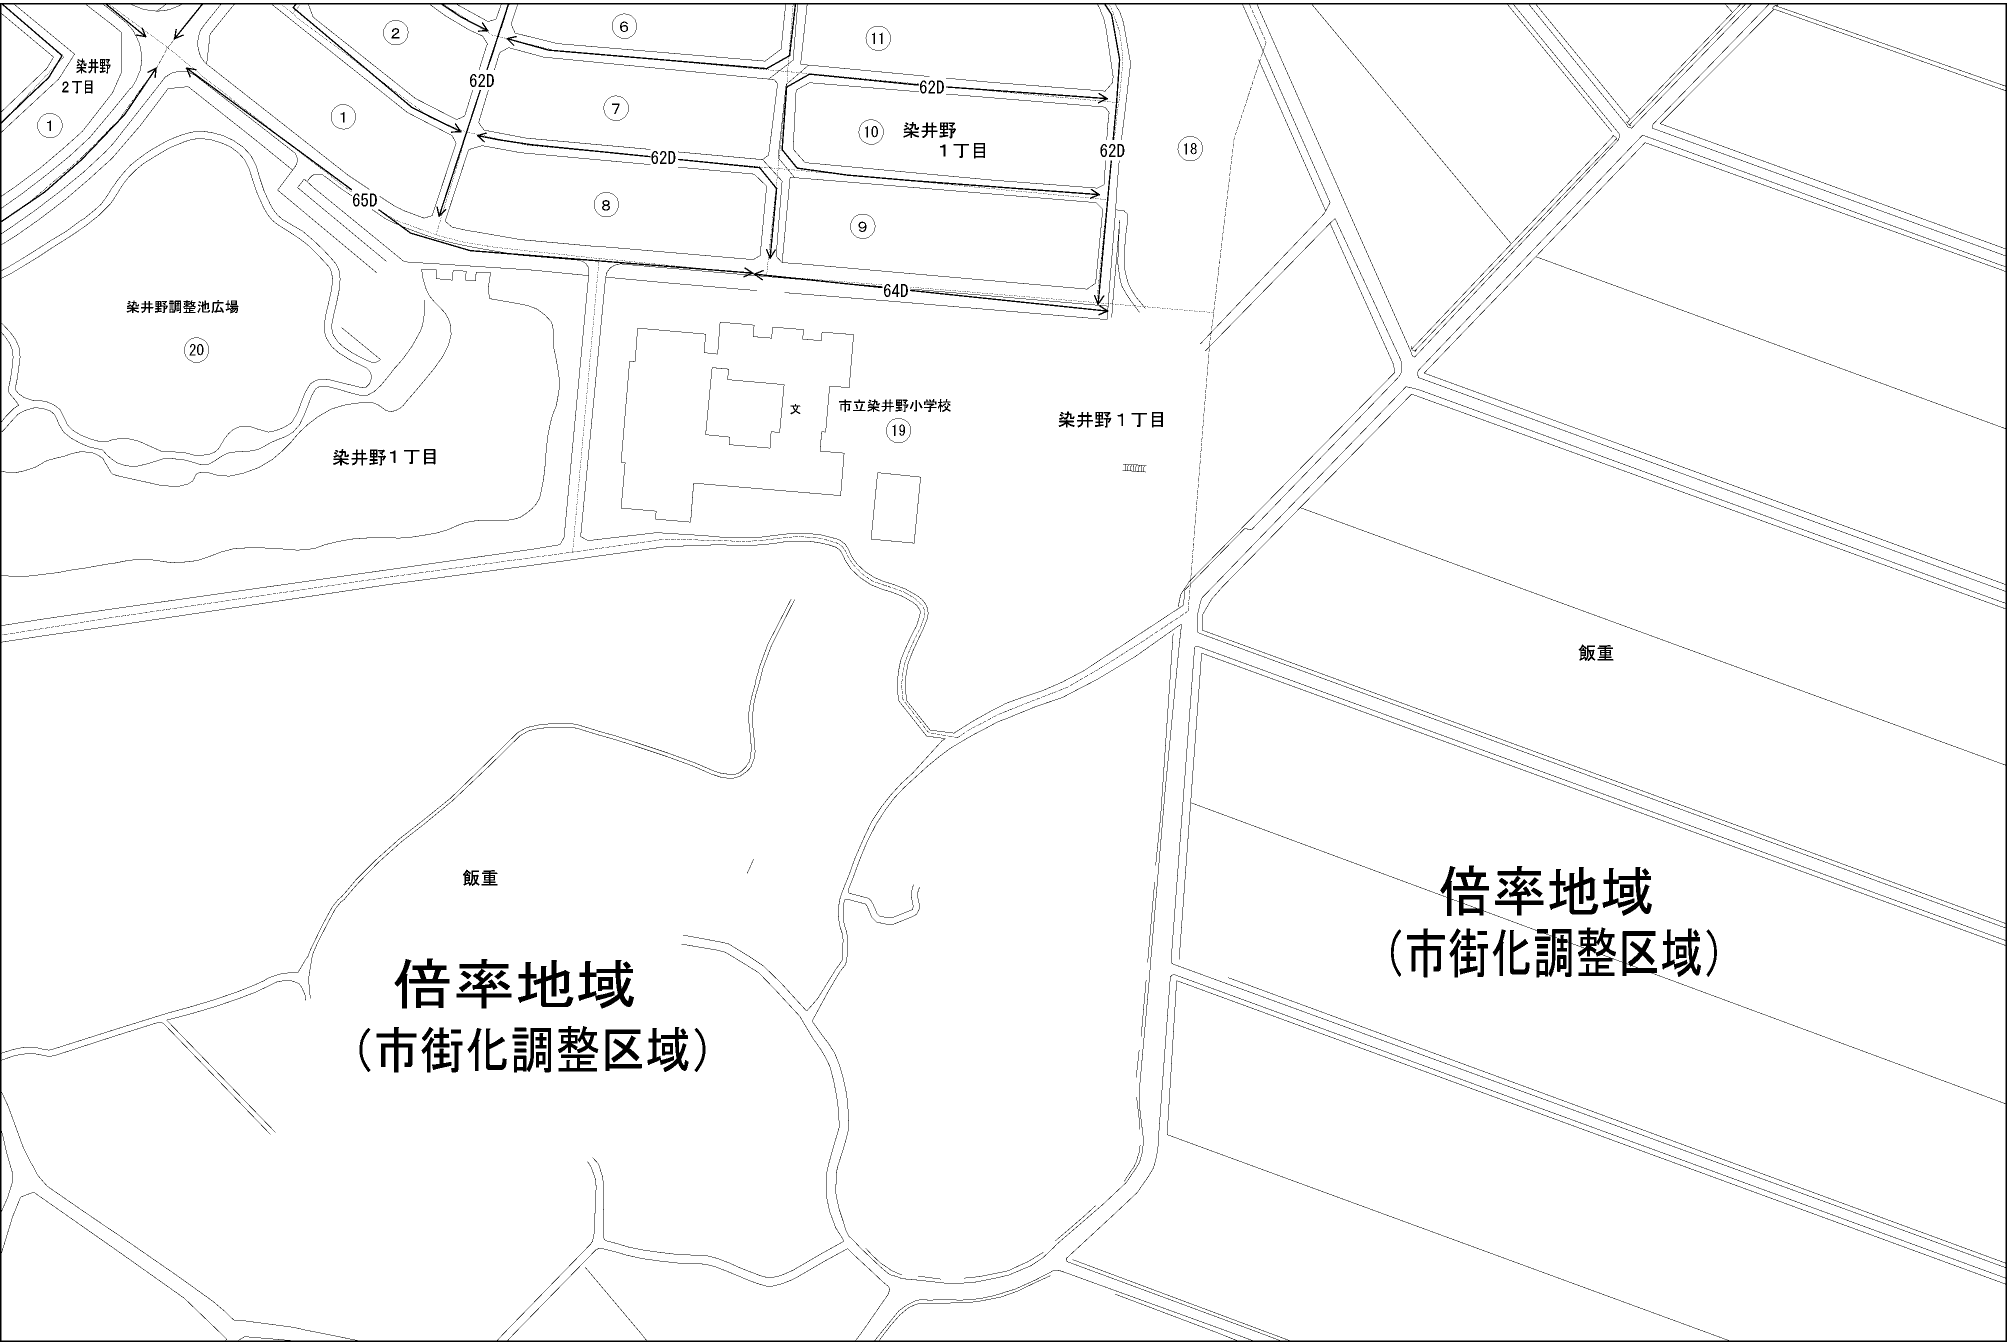 ⑥
⑪
②
染井野
2丁目
62D
62D
⑦
①
①
⑩
染井野
1丁目
62D
62D
⑱
65D
⑧
⑨
64D
染井野調整池広場
⑳
文
市立染井野小学校
⑲
染井野1丁目
染井野1丁目
飯重
飯重
倍率地域
(市街化調整区域)
倍率地域
(市街化調整区域)